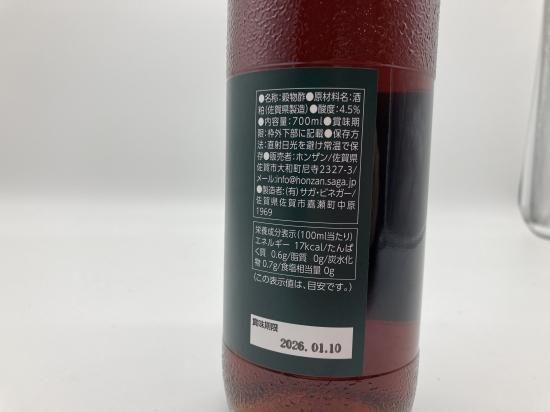 ●名称:穀物酢●原材料名:酒
粕(佐賀県製造)●酸度:4.5%
●内容量:700ml●賞味期
限:枠外下部に記載●保存方
法:直射日光を避け常温で保
存●販売者:ホンザン/佐賀県
佐賀市大和町尼寺2327-3/
メール:info@honzan.saga.jp
●製造者:(有)サガ・ビネガー/
佐賀県佐賀市嘉瀬町中原
1969
栄養成分表示(100ml当たり)
エネルギー 17kcal/たんぱ
く質 0.6g/脂質 0g/炭水化
物 0.7g/食塩相当量 0g
(この表示値は、目安です。)
賞味期限
2026.01.10